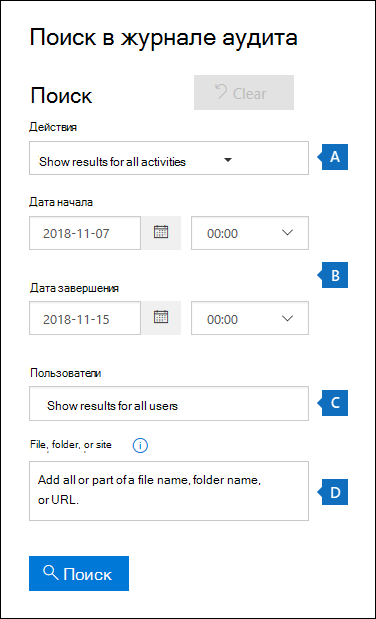 Поиск в журнале аудита
Поиск
Clear
Действия
Show results for all activities
A
Дата начала
2018-11-07
00:00
B
Дата завершения
2018-11-15
00:00
Пользователи
Show results for all users
C
File, folder, or site
Add all or part of a file name, folder name,
or URL.
D
Поиск